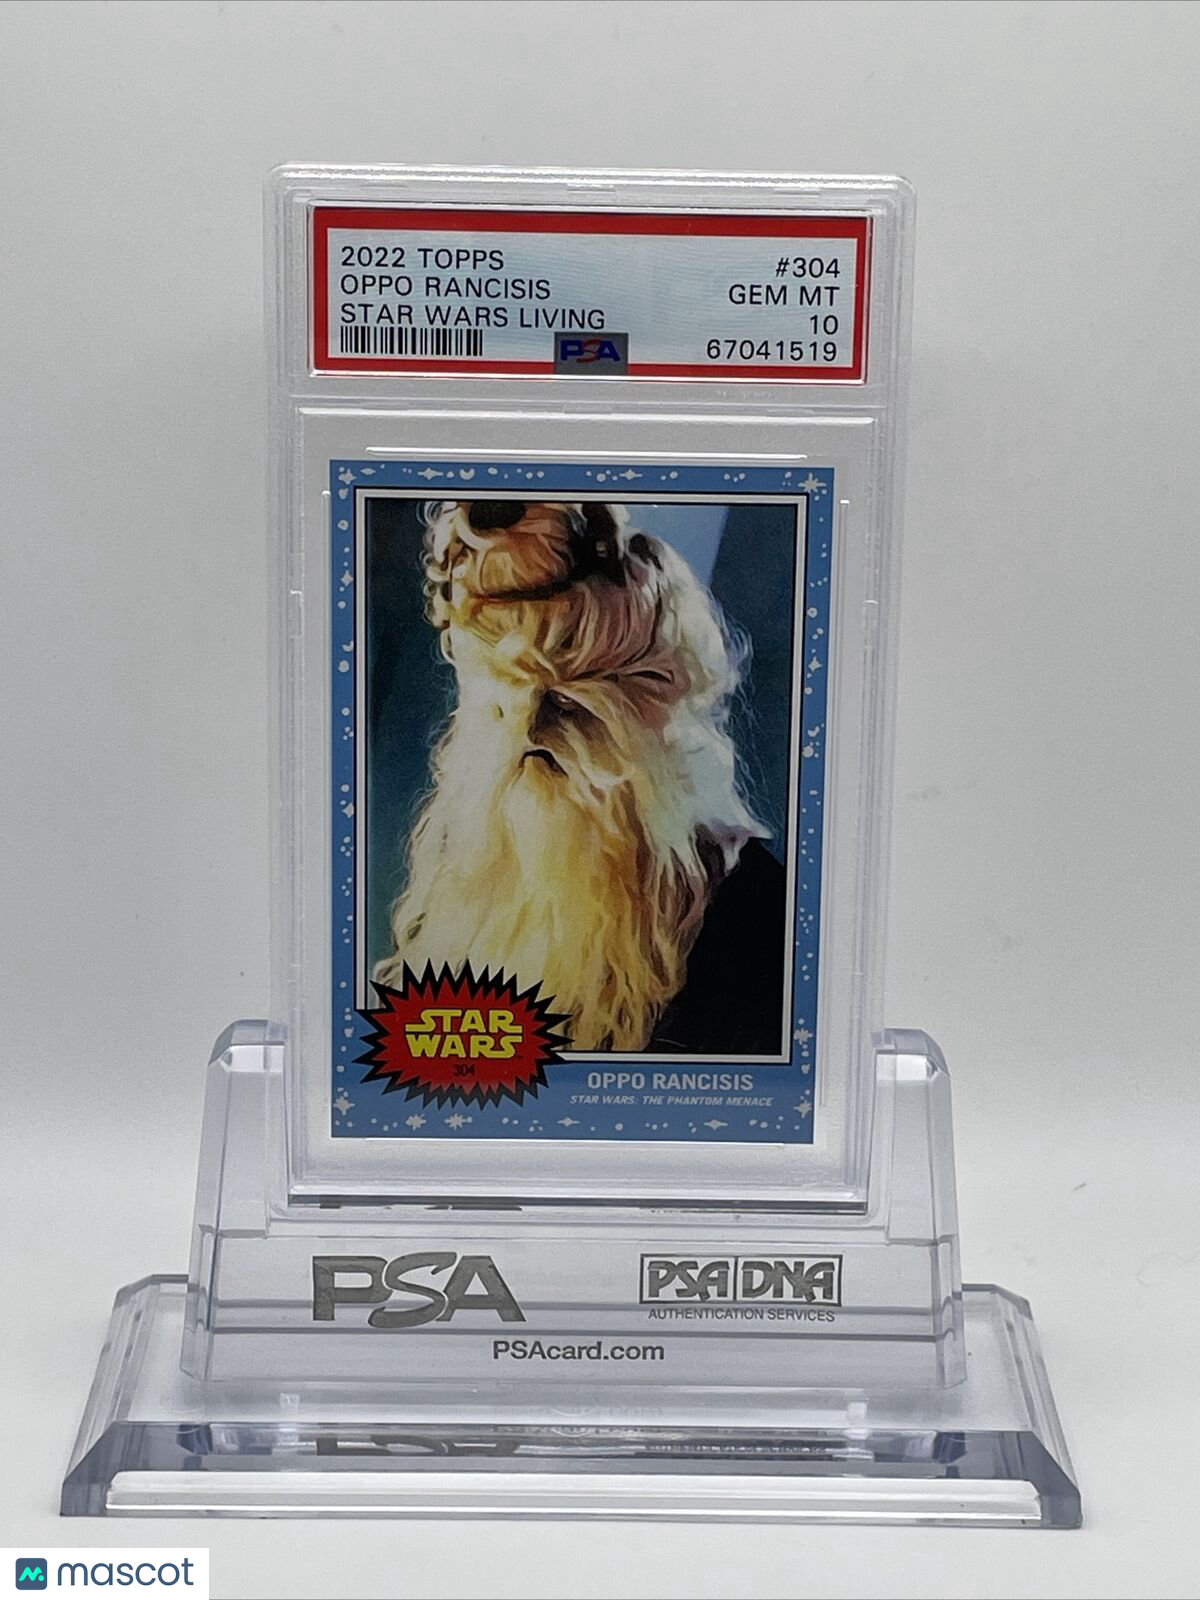 2022 TOPPS
OPPO RANCISIS
STAR WARS LIVING
#304
GEM MT
10
67041519
PSA
STAR
WARS
304
OPPO RANCISIS
STAR WARS: THE PHANTOM MENACE
PSA
PSA DNA
AUTHENTICATION SERVICES
PSAcard.com
mascot